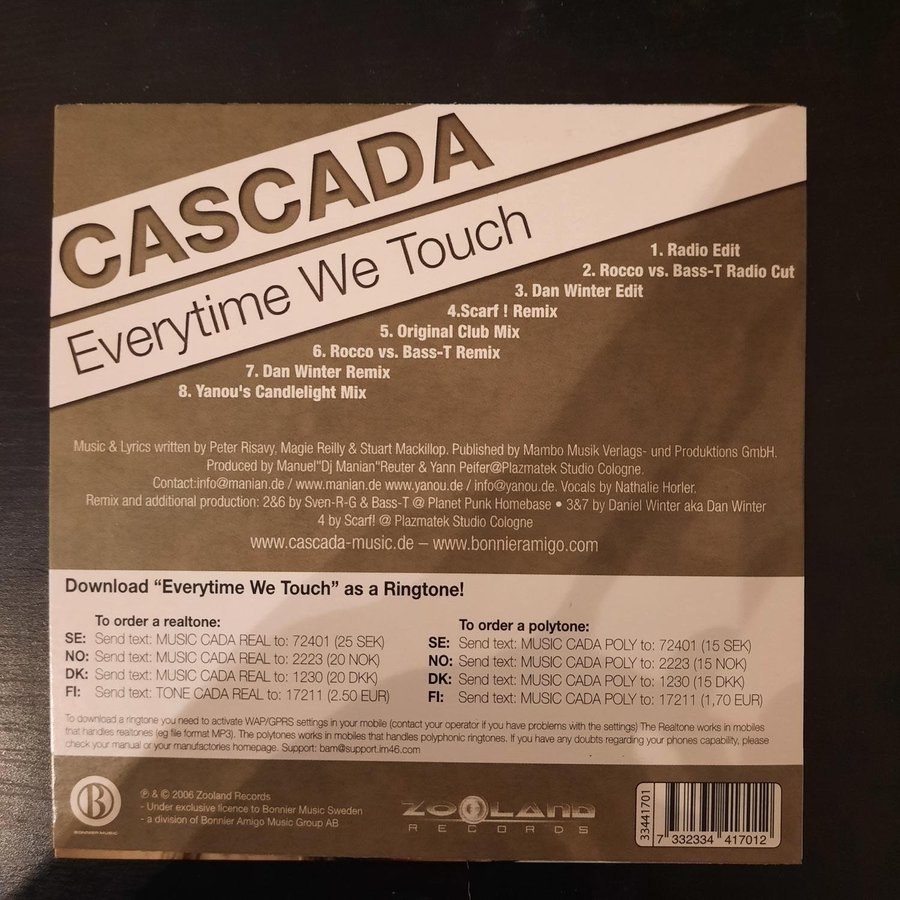 CASCADA
Everytime We Touch
1. Radio Edit
2. Rocco vs. Bass-T Radio Cut
3. Dan Winter Edit
4.Scarf ! Remix
5. Original Club Mix
6. Rocco vs. Bass-T Remix
7. Dan Winter Remix
8. Yanou's Candlelight Mix
Music & Lyrics written by Peter Risavy, Magie Reilly & Stuart Mackillop. Published by Mambo Musik Verlags- und Produktions GmbH.
Produced by Manuel"Dj Manian"Reuter & Yann Peifer@Plazmatek Studio Cologne.
Contact:info@manian.de / www.manian.de www.yanou.de / info@yanou.de. Vocals by Nathalie Horler.
Remix and additional production: 2&6 by Sven-R-G & Bass-T @ Planet Punk Homebase • 3&7 by Daniel Winter aka Dan Winter
4 by Scarf! @ Plazmatek Studio Cologne
www.cascada-music.de – www.bonnieramigo.com
Download “Everytime We Touch” as a Ringtone!
To order a realtone:
SE: Send text: MUSIC CADA REAL to: 72401 (25 SEK)
NO: Send text: MUSIC CADA REAL to: 2223 (20 NOK)
DK: Send text: MUSIC CADA REAL to: 1230 (20 DKK)
FI: Send text: TONE CADA REAL to: 17211 (2.50 EUR)
To order a polytone:
SE: Send text: MUSIC CADA POLY to: 72401 (15 SEK)
NO: Send text: MUSIC CADA POLY to: 2223 (15 NOK)
DK: Send text: MUSIC CADA POLY to: 1230 (15 DKK)
FI: Send text: MUSIC CADA POLY to: 17211 (1,70 EUR)
To download a ringtone you need to activate WAP/GPRS settings in your mobile (contact your operator if you have problems with the settings) The Realtone works in mobiles
that handles realtones (eg file format MP3). The polytones works in mobiles that handles polyphonic ringtones. If you have any doubts regarding your phones capability, please
check your manual or your manufactories homepage. Support: bam@support.im46.com
B
BONNIER MUSIC
℗ & © 2006 Zooland Records
- Under exclusive licence to Bonnier Music Sweden
- a division of Bonnier Amigo Music Group AB
ZOOLAND
RECORDS
33441701
7 332334 417012